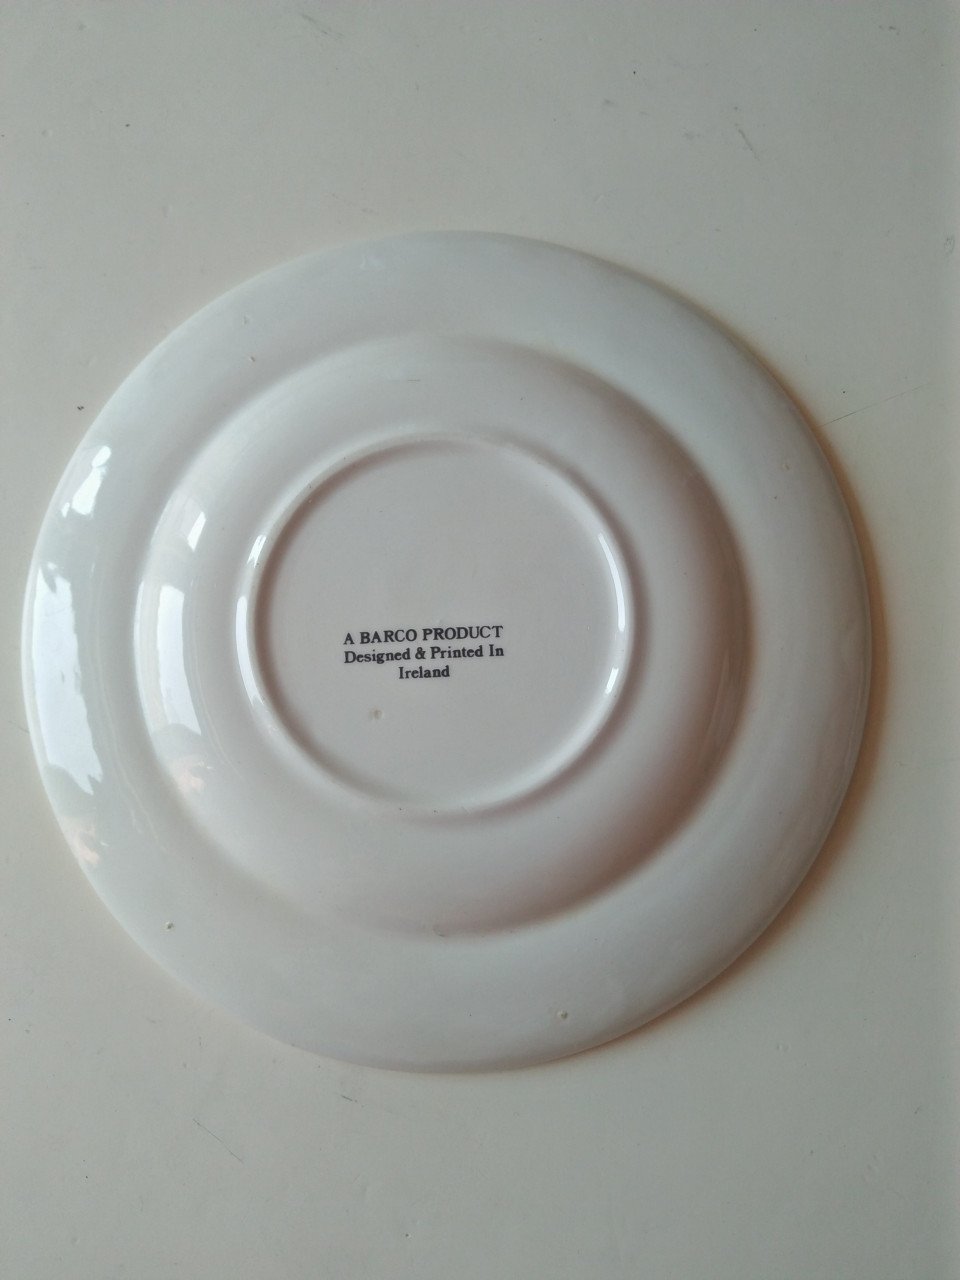 A BARCO PRODUCT
Designed & Printed In
Ireland